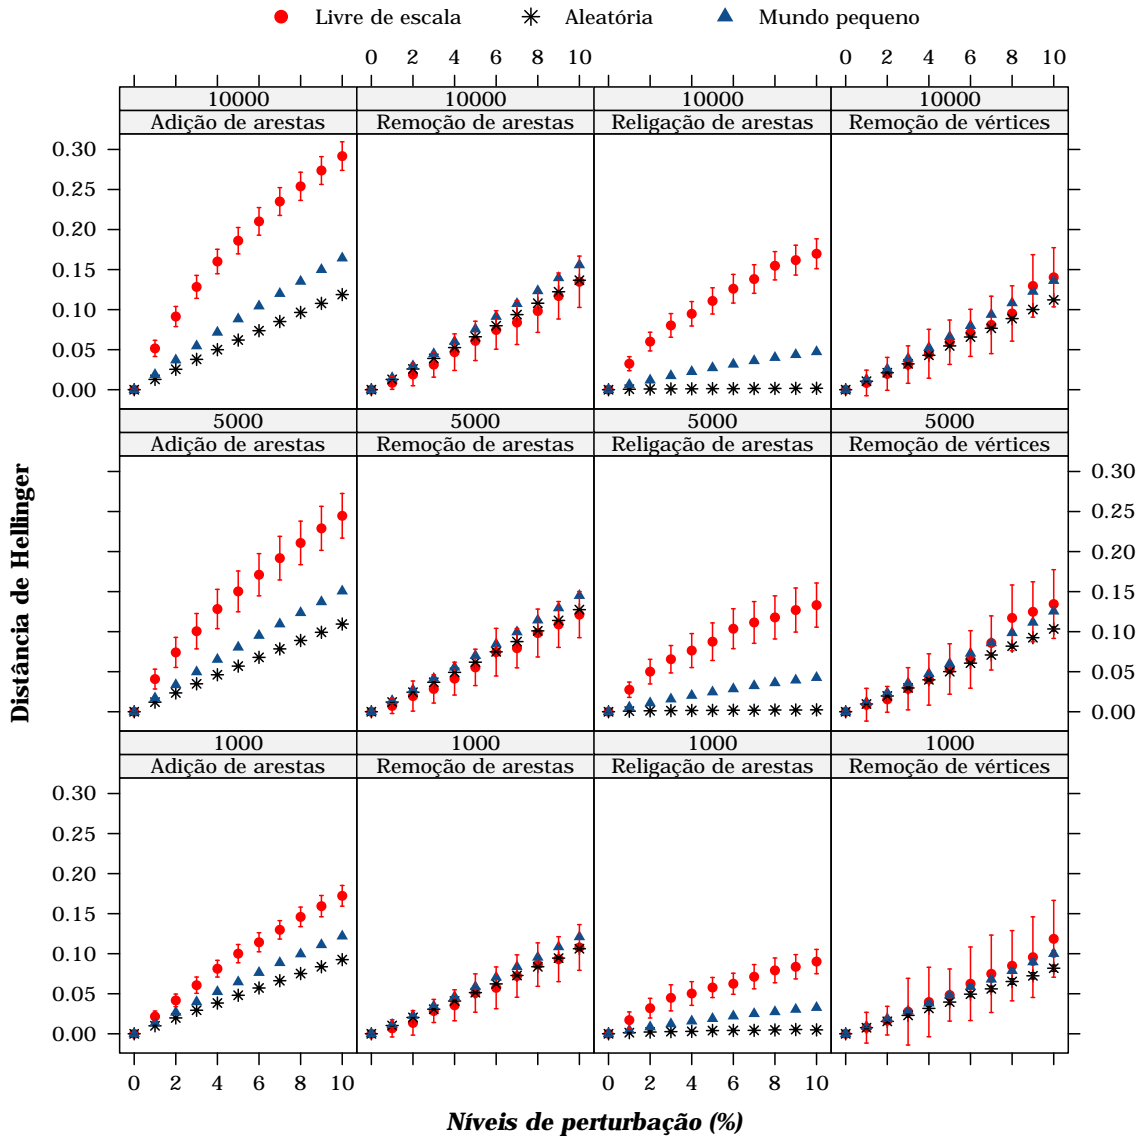 Livre de escala Aleatória Mundo pequeno
0 2 4 6 8 10 0 2 4 6 8 10
10000 10000 10000 10000
Adição de arestas Remoção de arestas Religação de arestas Remoção de vértices
0.30
0.25
0.20
0.15
0.10
0.05
0.00
5000 5000 5000 5000
Adição de arestas Remoção de arestas Religação de arestas Remoção de vértices
0.30
0.25
0.20
0.15
0.10
0.05
0.00
Distância de Hellinger
1000 1000 1000 1000
Adição de arestas Remoção de arestas Religação de arestas Remoção de vértices
0.30
0.25
0.20
0.15
0.10
0.05
0.00
0 2 4 6 8 10 0 2 4 6 8 10
Níveis de perturbação (%)